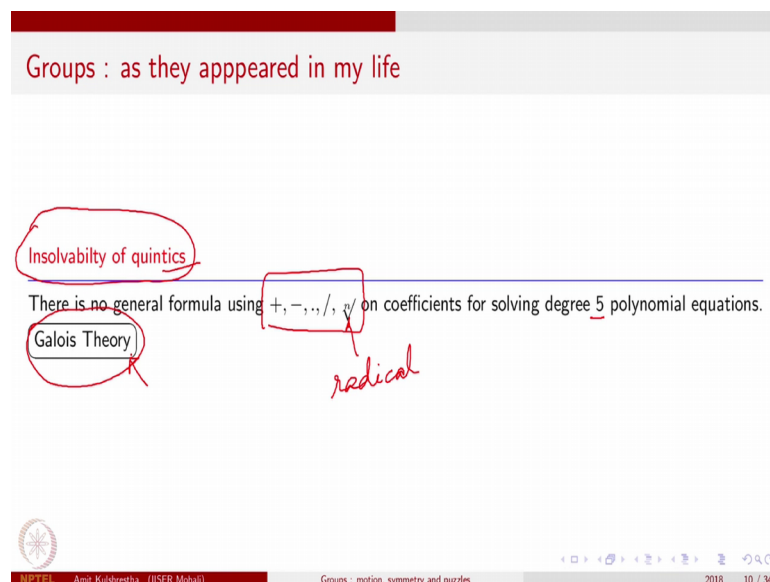 Groups : as they apppeared in my life
Insolvabilty of quintics
There is no general formula using +, −, ., /, ⁿ√ on coefficients for solving degree 5 polynomial equations.
Galois Theory
radical
NPTEL Amit Kulshrestha (IISER Mohali) Groups : motion, symmetry and puzzles 2018 10 / 34